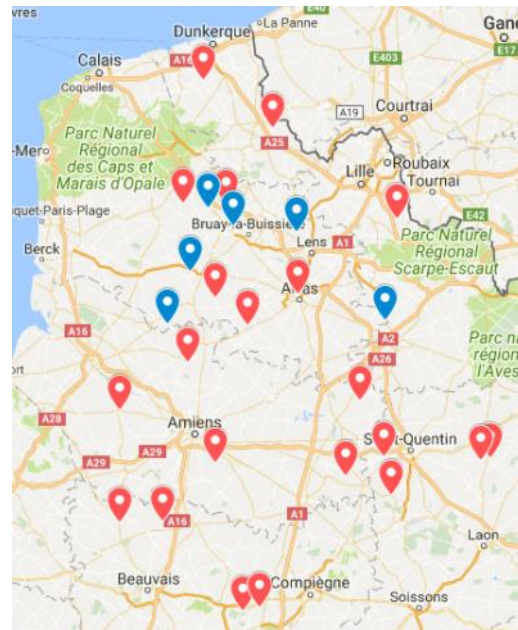 vres
E40
La Panne
Dunkerque
Gand
Calais
A16
E403
E17
Coquelles
A19
Courtrai
Parc Naturel
Régional
des Caps et
Marais d'Opale
A25
-Mer
Roubaix
Lille
Tournai
quet-Paris-Plage
E42
Bruay-la-Buissière
Lens
A1
Parc Naturel
Régional
Scarpe-Escaut
Berck
Arras
A16
A2
Parc na
région
l'Aves
A26
ort
A28
Amiens
A29
Saint-Quentin
A29
A16
A1
Laon
Beauvais
Compiègne
Soissons